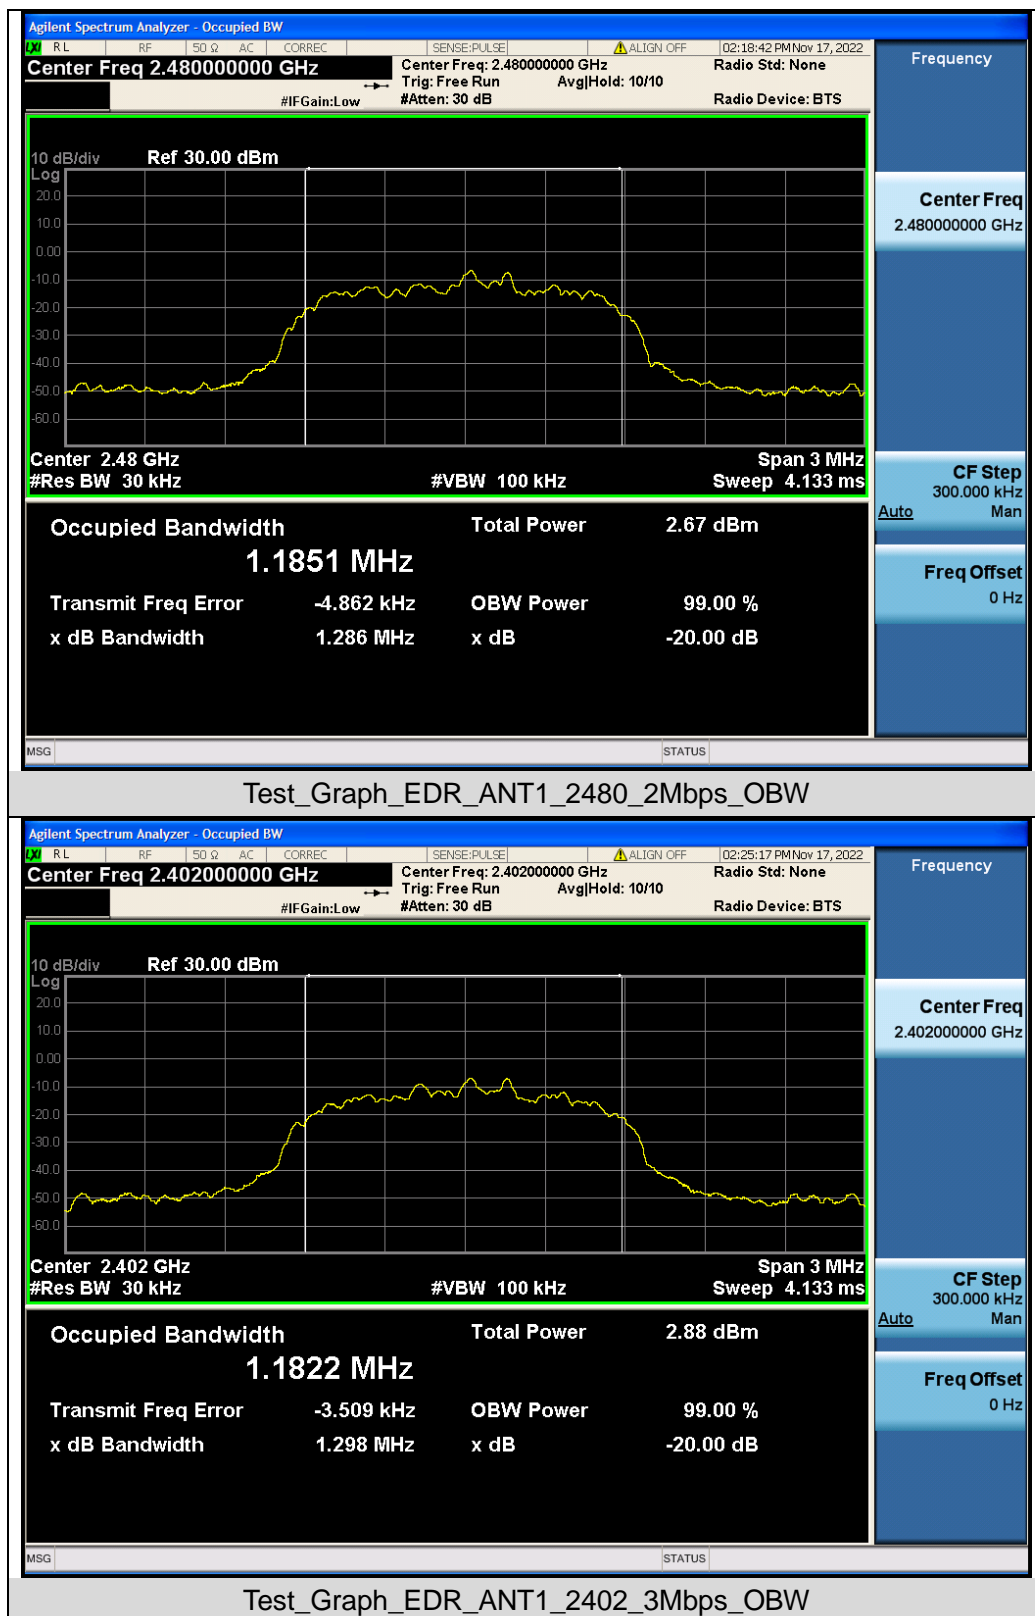 Agilent Spectrum Analyzer - Occupied BW
LXI RL RF 50 Ω AC CORREC SENSE:PULSE ALIGN OFF 02:18:42 PM Nov 17, 2022
Center Freq 2.480000000 GHz
Center Freq: 2.480000000 GHz
Radio Std: None
Trig: Free Run Avg|Hold: 10/10
#IFGain:Low #Atten: 30 dB
Radio Device: BTS
10 dB/div Ref 30.00 dBm
Log
20.0
10.0
0.00
-10.0
-20.0
-30.0
-40.0
-50.0
-60.0
Center 2.48 GHz Span 3 MHz
#Res BW 30 kHz #VBW 100 kHz Sweep 4.133 ms
Occupied Bandwidth Total Power 2.67 dBm
1.1851 MHz
Transmit Freq Error -4.862 kHz OBW Power 99.00 %
x dB Bandwidth 1.286 MHz x dB -20.00 dB
MSG STATUS
Frequency
Center Freq
2.480000000 GHz
CF Step
300.000 kHz
Auto Man
Freq Offset
0 Hz
Test_Graph_EDR_ANT1_2480_2Mbps_OBW
Agilent Spectrum Analyzer - Occupied BW
LXI RL RF 50 Ω AC CORREC SENSE:PULSE ALIGN OFF 02:25:17 PM Nov 17, 2022
Center Freq 2.402000000 GHz
Center Freq: 2.402000000 GHz
Radio Std: None
Trig: Free Run Avg|Hold: 10/10
#IFGain:Low #Atten: 30 dB
Radio Device: BTS
10 dB/div Ref 30.00 dBm
Log
20.0
10.0
0.00
-10.0
-20.0
-30.0
-40.0
-50.0
-60.0
Center 2.402 GHz Span 3 MHz
#Res BW 30 kHz #VBW 100 kHz Sweep 4.133 ms
Occupied Bandwidth Total Power 2.88 dBm
1.1822 MHz
Transmit Freq Error -3.509 kHz OBW Power 99.00 %
x dB Bandwidth 1.298 MHz x dB -20.00 dB
MSG STATUS
Frequency
Center Freq
2.402000000 GHz
CF Step
300.000 kHz
Auto Man
Freq Offset
0 Hz
Test_Graph_EDR_ANT1_2402_3Mbps_OBW